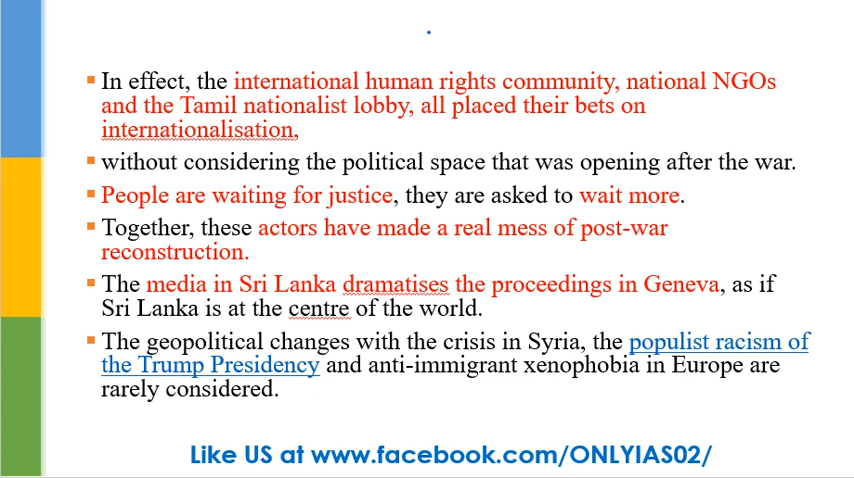 In effect, the international human rights community, national NGOs
and the Tamil nationalist lobby, all placed their bets on
internationalisation,
without considering the political space that was opening after the war.
People are waiting for justice, they are asked to wait more.
Together, these actors have made a real mess of post-war
reconstruction.
The media in Sri Lanka dramatises the proceedings in Geneva, as if
Sri Lanka is at the centre of the world.
The geopolitical changes with the crisis in Syria, the populist racism of
the Trump Presidency and anti-immigrant xenophobia in Europe are
rarely considered.
Like US at www.facebook.com/ONLYIAS02/